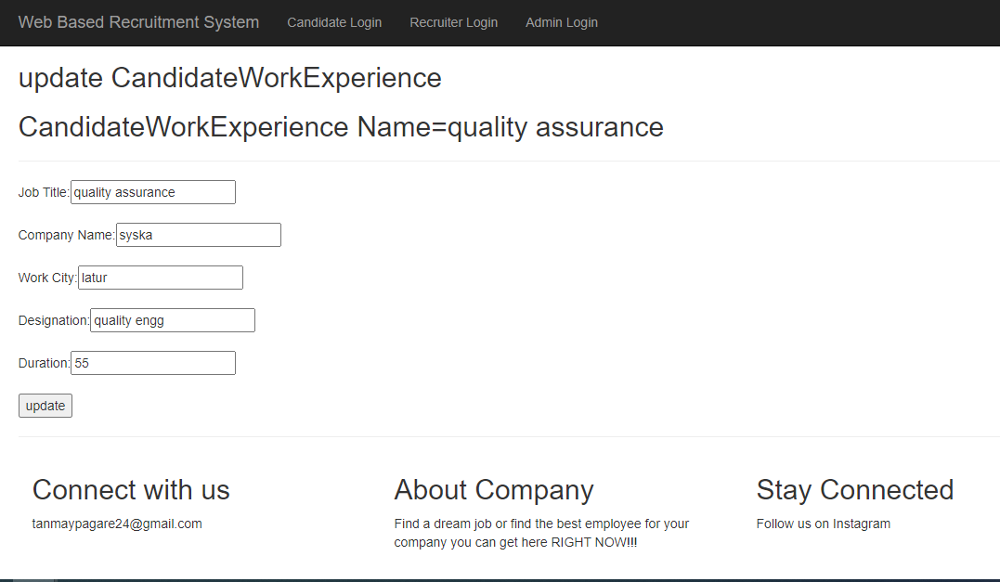 Web Based Recruitment System Candidate Login Recruiter Login Admin Login
update CandidateWorkExperience
CandidateWorkExperience Name=quality assurance
Job Title: quality assurance
Company Name: syska
Work City: latur
Designation: quality engg
Duration: 55
update
Connect with us
tanmaypagare24@gmail.com
About Company
Find a dream job or find the best employee for your
company you can get here RIGHT NOW!!!
Stay Connected
Follow us on Instagram